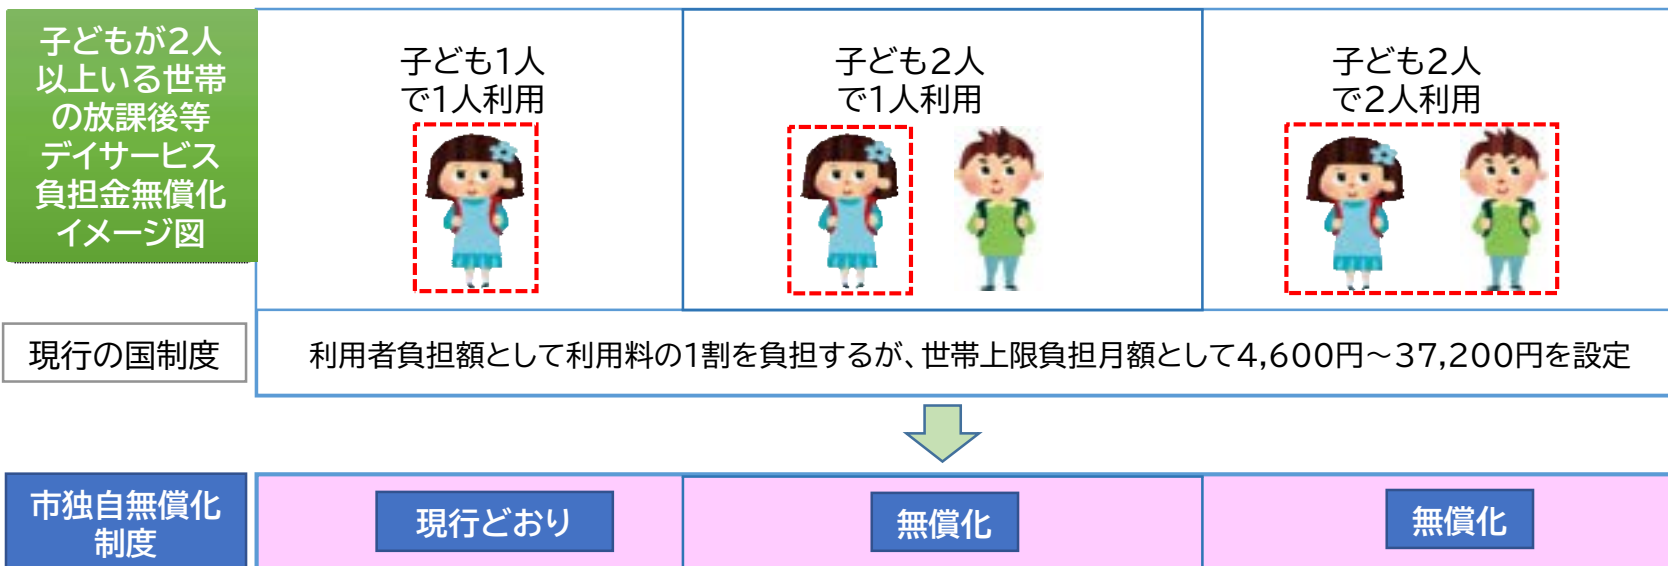 子どもが2人
以上いる世帯
の放課後等
デイサービス
負担金無償化
イメージ図
子ども1人
で1人利用
子ども2人
で1人利用
子ども2人
で2人利用
現行の国制度
利用者負担額として利用料の1割を負担するが、世帯上限負担月額として4,600円～37,200円を設定
市独自無償化
制度
現行どおり
無償化
無償化